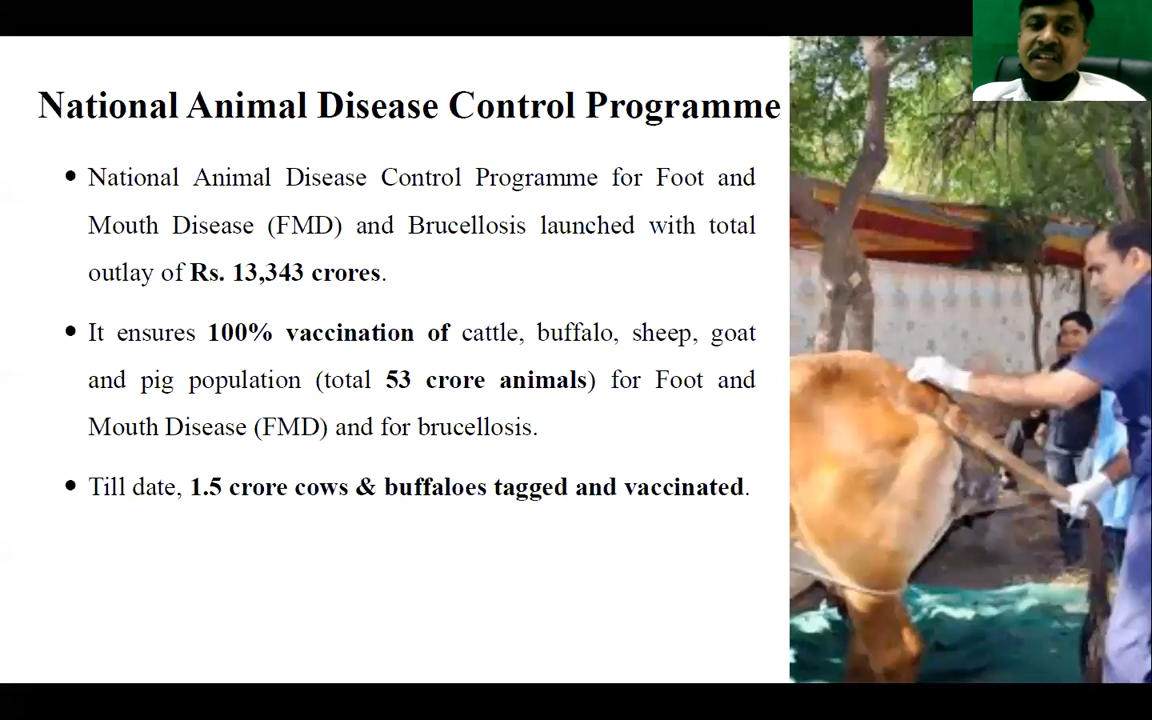 National Animal Disease Control Programme
• National Animal Disease Control Programme for Foot and
Mouth Disease (FMD) and Brucellosis launched with total
outlay of Rs. 13,343 crores.
• It ensures 100% vaccination of cattle, buffalo, sheep, goat
and pig population (total 53 crore animals) for Foot and
Mouth Disease (FMD) and for brucellosis.
• Till date, 1.5 crore cows & buffaloes tagged and vaccinated.